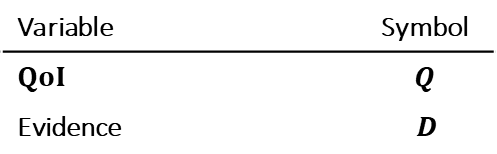 Variable Symbol
QoI Q
Evidence D